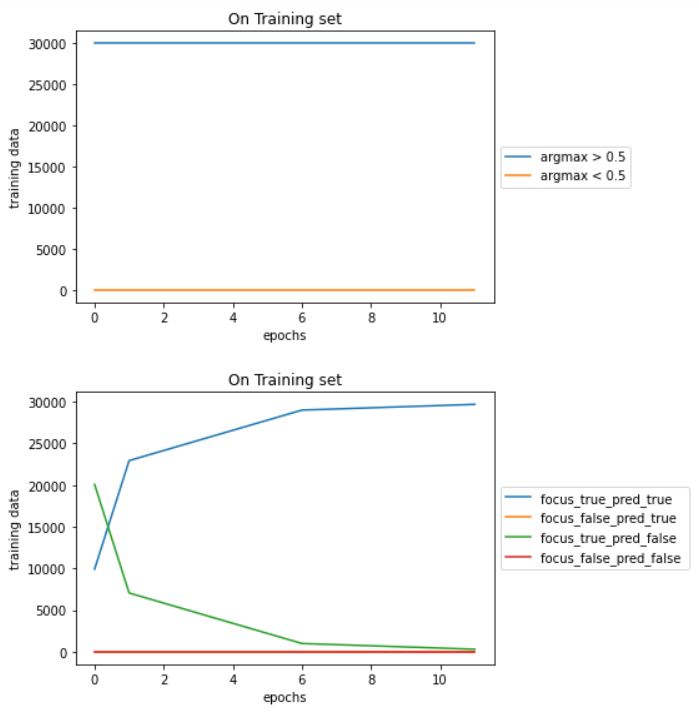 On Training set
30000
25000
20000
15000
10000
5000
0
training data
0 2 4 6 8 10
epochs
argmax > 0.5
argmax < 0.5
On Training set
30000
25000
20000
15000
10000
5000
0
training data
0 2 4 6 8 10
epochs
focus_true_pred_true
focus_false_pred_true
focus_true_pred_false
focus_false_pred_false